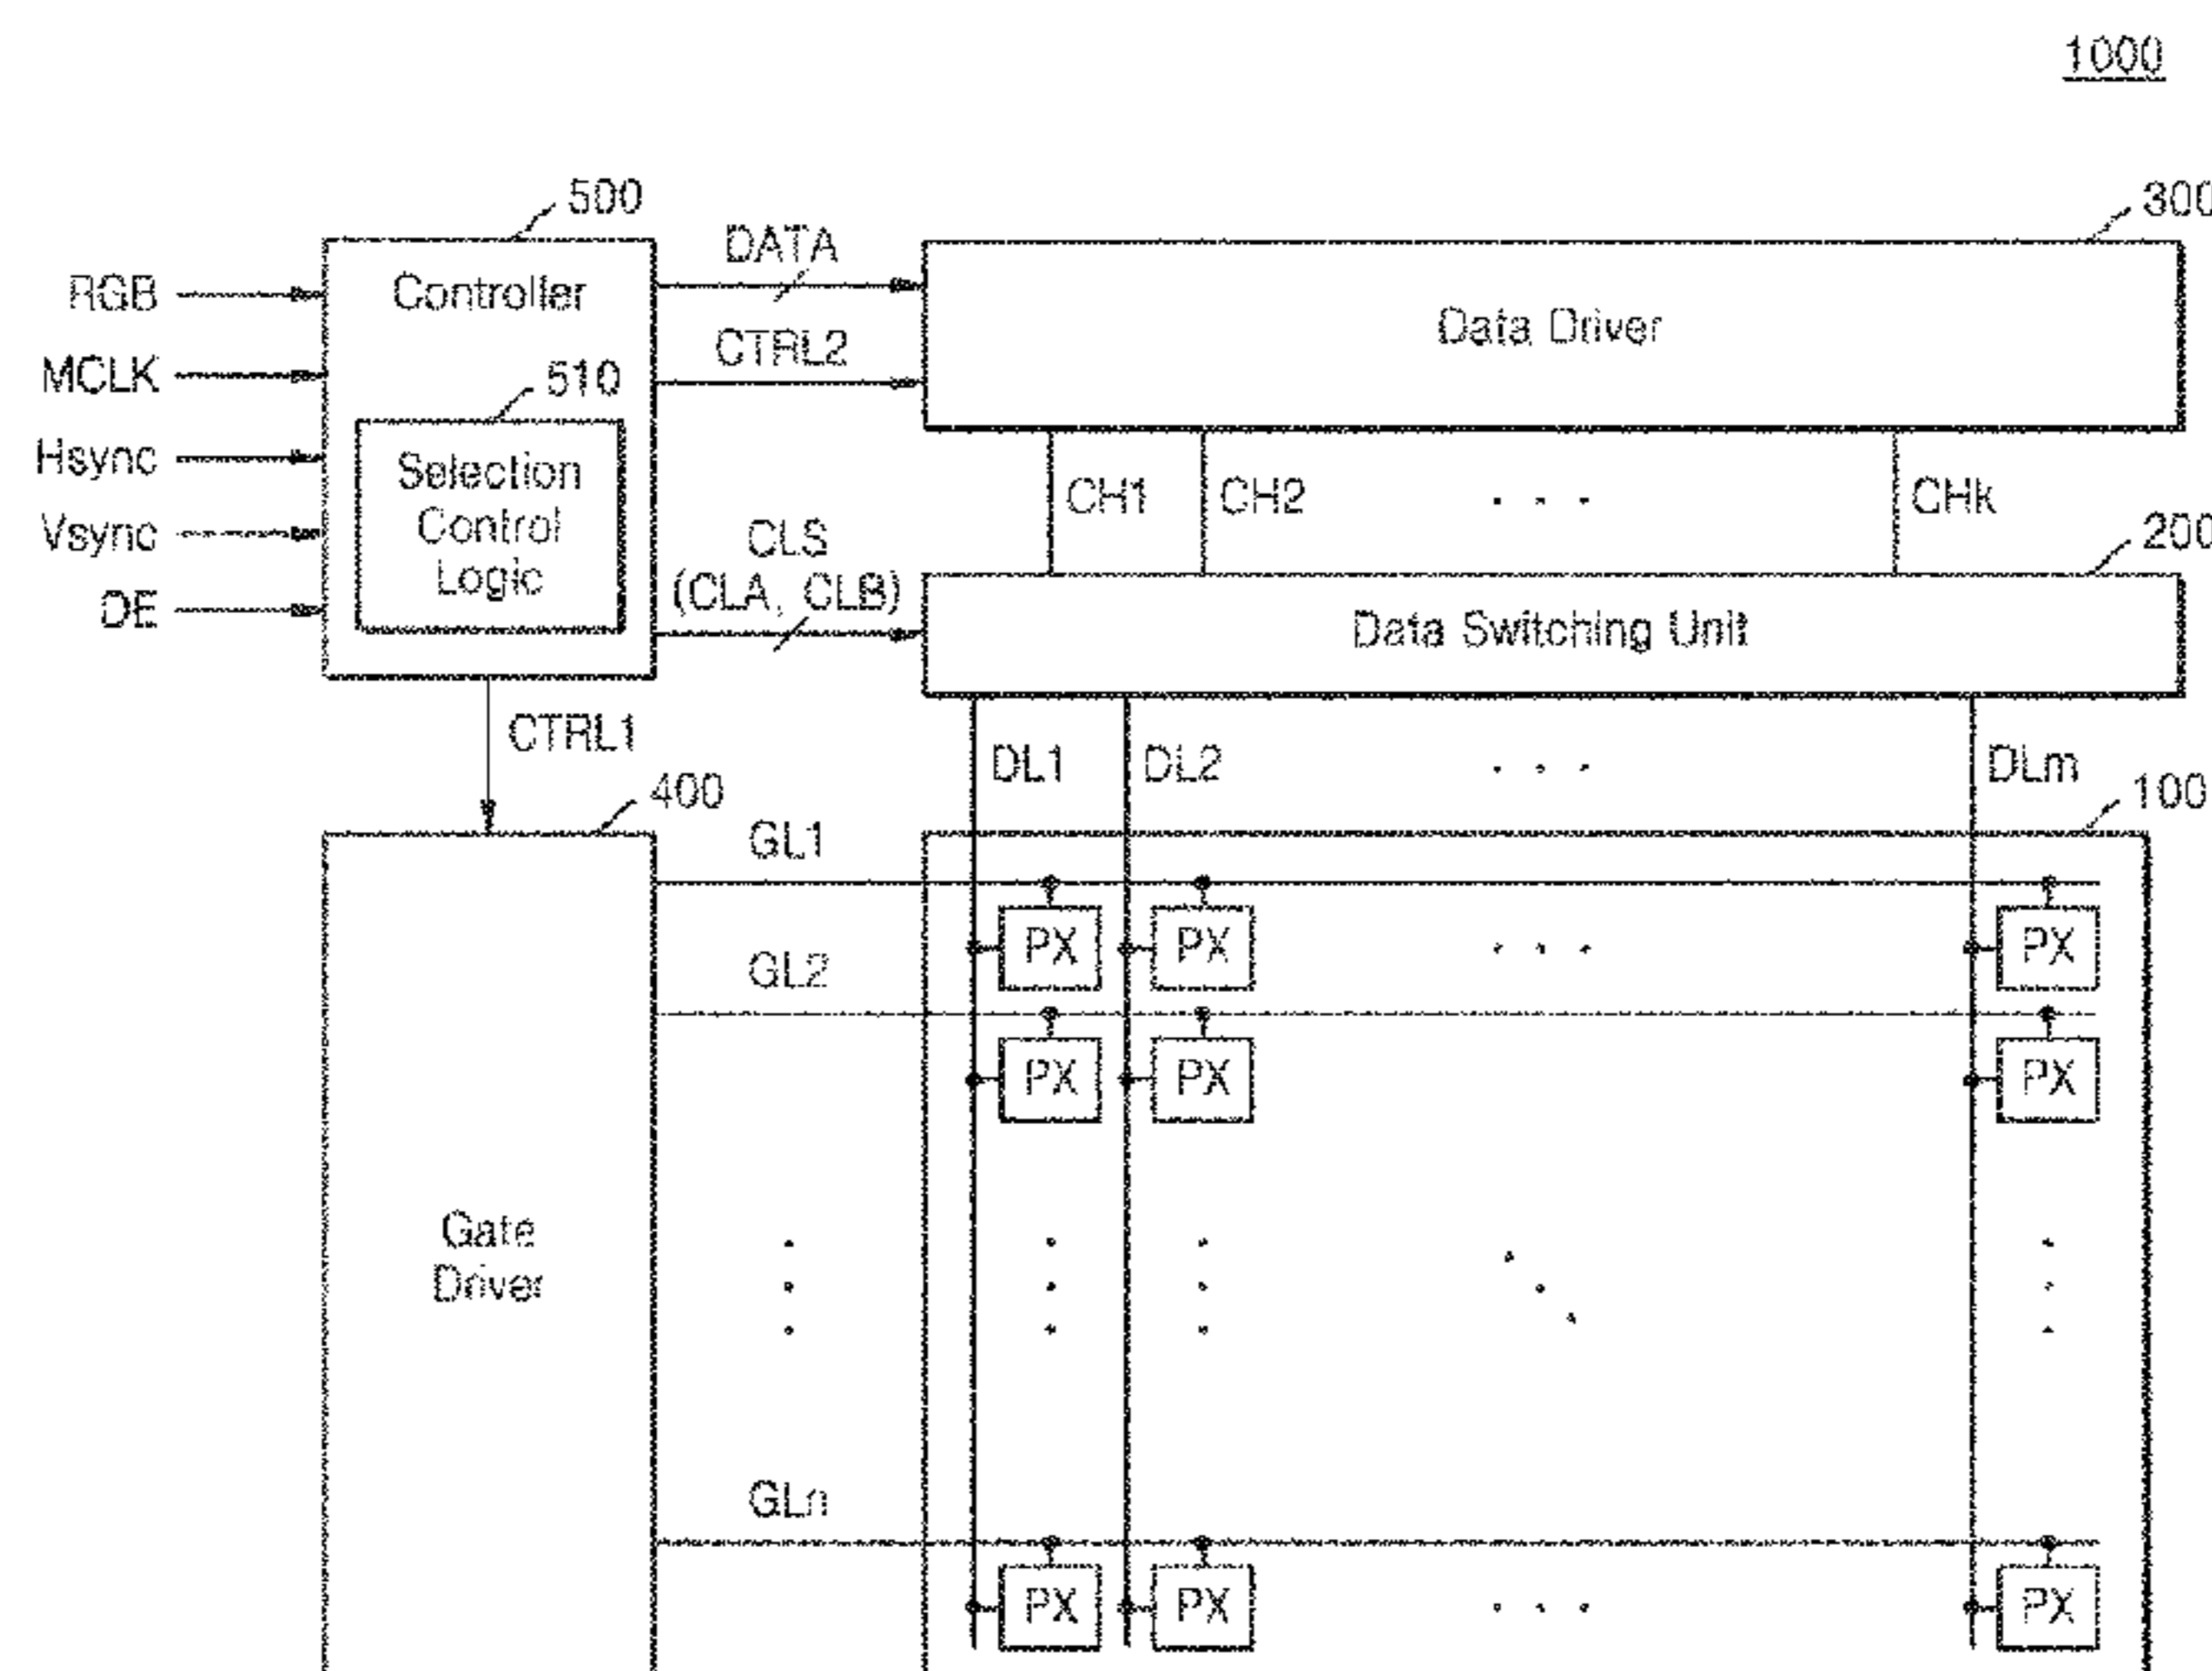 1000
500
300
RGB
MCLK
Hsync
Vsync
DE
Controller
510
Selection
Control
Logic
DATA
CTRL2
CLS
(CLA, CLB)
Data Driver
CH1
CH2
CHk
200
Data Switching Unit
CTRL1
DL1
DL2
DLm
400
100
GL1
PX
PX
PX
GL2
PX
PX
PX
Gate
Driver
GLn
PX
PX
PX